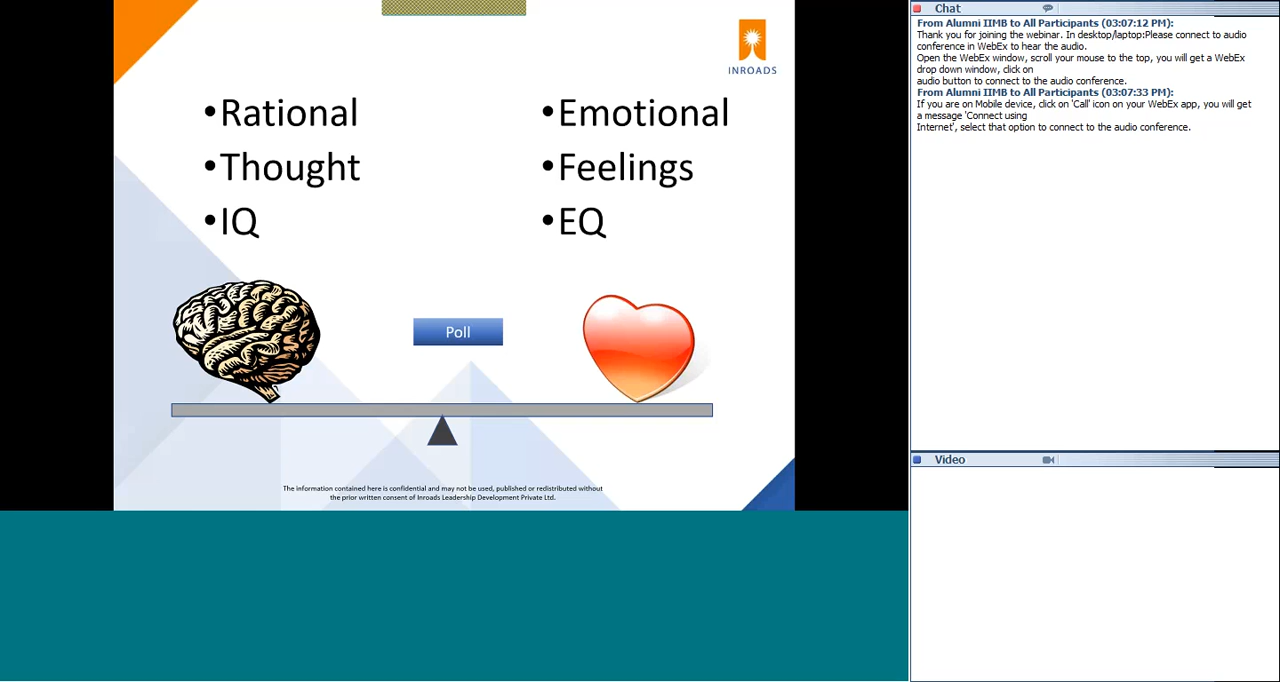 INROADS
•Rational
•Thought
•IQ
•Emotional
•Feelings
•EQ
Poll
The information contained here is confidential and may not be used, published or redistributed without
the prior written consent of Inroads Leadership Development Private Ltd.
Chat
From Alumni IIMB to All Participants (03:07:12 PM):
Thank you for joining the webinar. In desktop/laptop:Please connect to audio
conference in WebEx to hear the audio.
Open the WebEx window, scroll your mouse to the top, you will get a WebEx
drop down window, click on
audio button to connect to the audio conference.
From Alumni IIMB to All Participants (03:07:33 PM):
If you are on Mobile device, click on 'Call' icon on your WebEx app, you will get
a message 'Connect using
Internet', select that option to connect to the audio conference.
Video